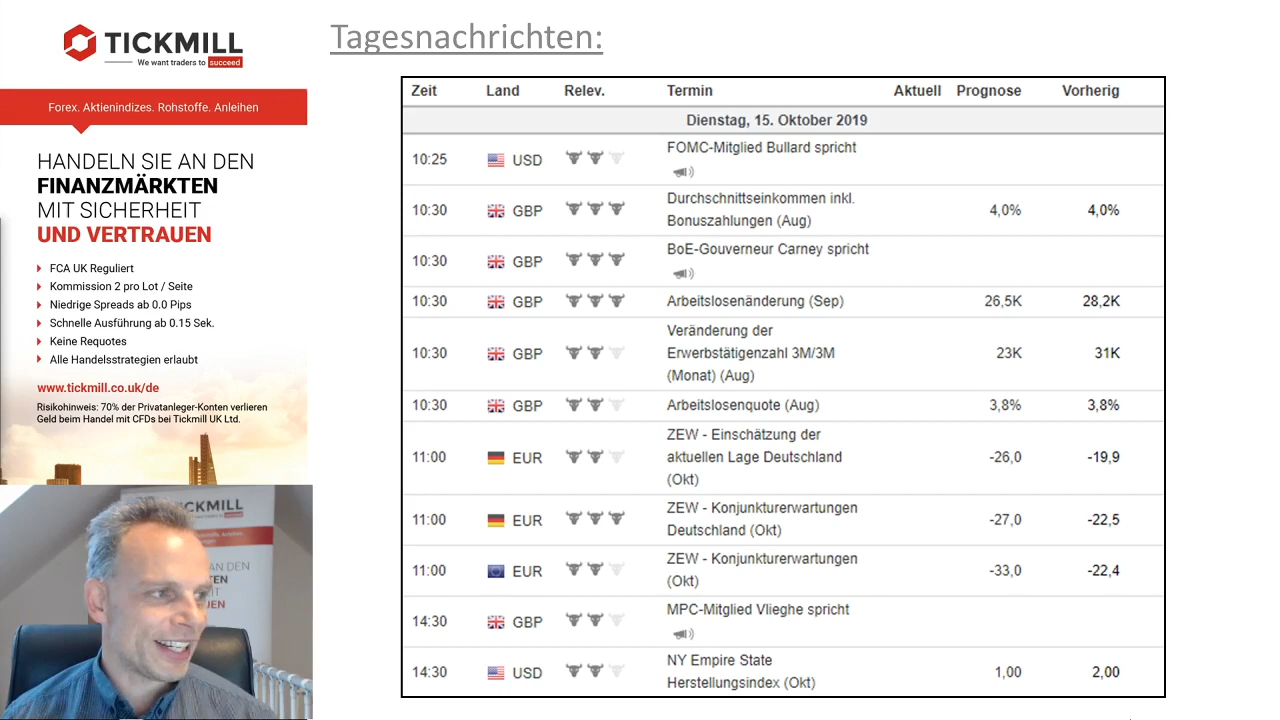 TICKMILL
We want traders to succeed
Forex. Aktienindizes. Rohstoffe. Anleihen
HANDELN SIE AN DEN
FINANZMÄRKTEN
MIT SICHERHEIT
UND VERTRAUEN
FCA UK Reguliert
Kommission 2 pro Lot / Seite
Niedrige Spreads ab 0.0 Pips
Schnelle Ausführung ab 0.15 Sek.
Keine Requotes
Alle Handelsstrategien erlaubt
www.tickmill.co.uk/de
Risikohinweis: 70% der Privatanleger-Konten verlieren
Geld beim Handel mit CFDs bei Tickmill UK Ltd.
CKMILL
AN DEN
TEN
IT
UEN
Tagesnachrichten:
Zeit Land Relev. Termin Aktuell Prognose Vorherig
Dienstag, 15. Oktober 2019
10:25 USD FOMC-Mitglied Bullard spricht
10:30 GBP Durchschnittseinkommen inkl.
Bonuszahlungen (Aug) 4,0% 4,0%
10:30 GBP BoE-Gouverneur Carney spricht
10:30 GBP Arbeitslosenänderung (Sep) 26,5K 28,2K
Veränderung der
10:30 GBP Erwerbstätigenzahl 3M/3M 23K 31K
(Monat) (Aug)
10:30 GBP Arbeitslosenquote (Aug) 3,8% 3,8%
ZEW - Einschätzung der
11:00 EUR aktuellen Lage Deutschland -26,0 -19,9
(Okt)
11:00 EUR ZEW - Konjunkturerwartungen
Deutschland (Okt) -27,0 -22,5
11:00 EUR ZEW - Konjunkturerwartungen
(Okt) -33,0 -22,4
14:30 GBP MPC-Mitglied Vlieghe spricht
14:30 USD NY Empire State
Herstellungsindex (Okt) 1,00 2,00